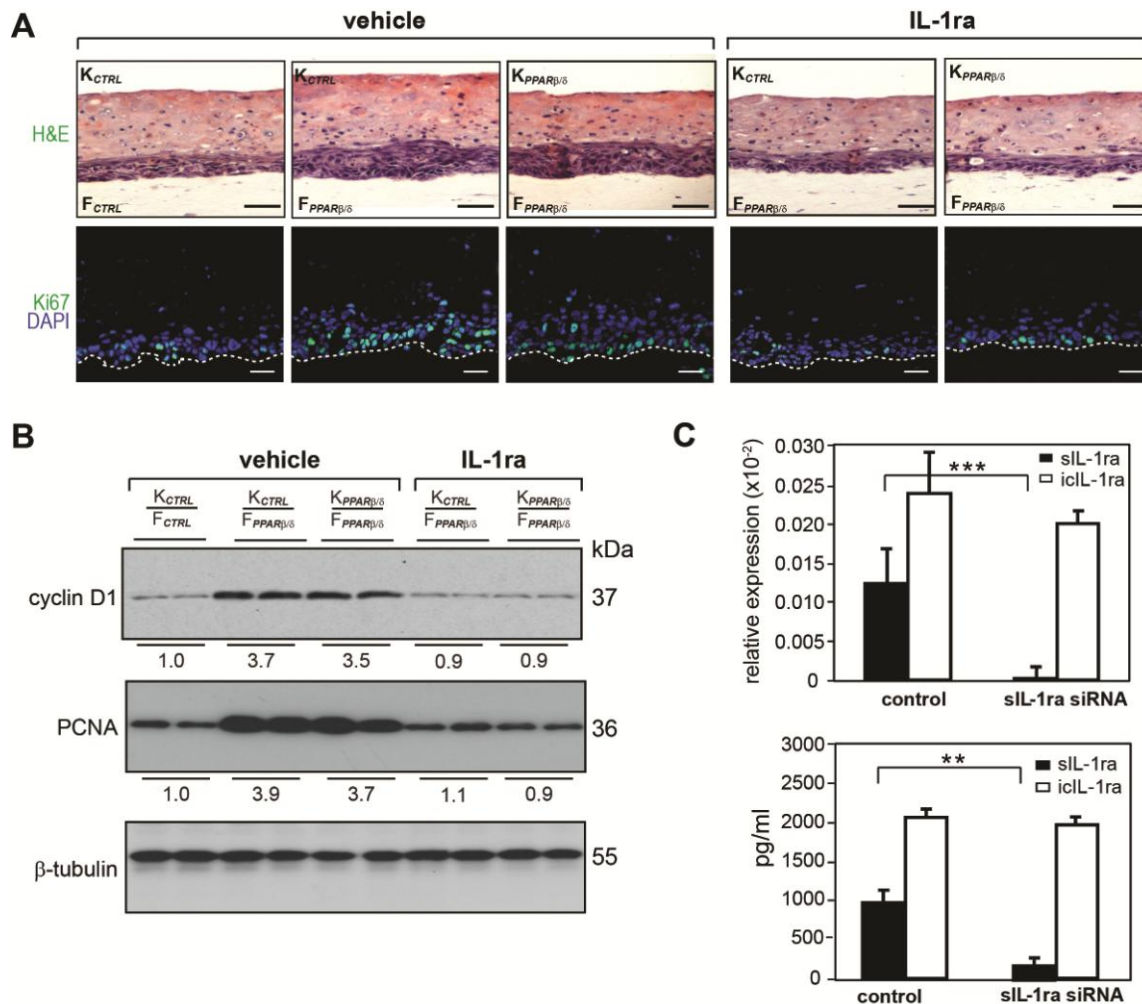 A
vehicle
IL-1ra
H&E
KCTRL
KCTRL
KPPARβ/δ
KCTRL
KPPARβ/δ
FCTRL
FPPARβ/δ
FPPARβ/δ
FPPARβ/δ
FPPARβ/δ
Ki67
DAPI
B
vehicle
IL-1ra
KCTRL KCTRL KPPARβ/δ KCTRL KPPARβ/δ
FCTRL FPPARβ/δ FPPARβ/δ FPPARβ/δ FPPARβ/δ
kDa
cyclin D1
37
1.0 3.7 3.5 0.9 0.9
PCNA
36
1.0 3.9 3.7 1.1 0.9
β-tubulin
55
C
relative expression (x10-2)
0.030
0.025
0.020
0.015
0.010
0.005
0
***
sIL-1ra
icIL-1ra
control
sIL-1ra siRNA
pg/ml
3000
2500
2000
1500
1000
500
0
**
sIL-1ra
icIL-1ra
control
sIL-1ra siRNA